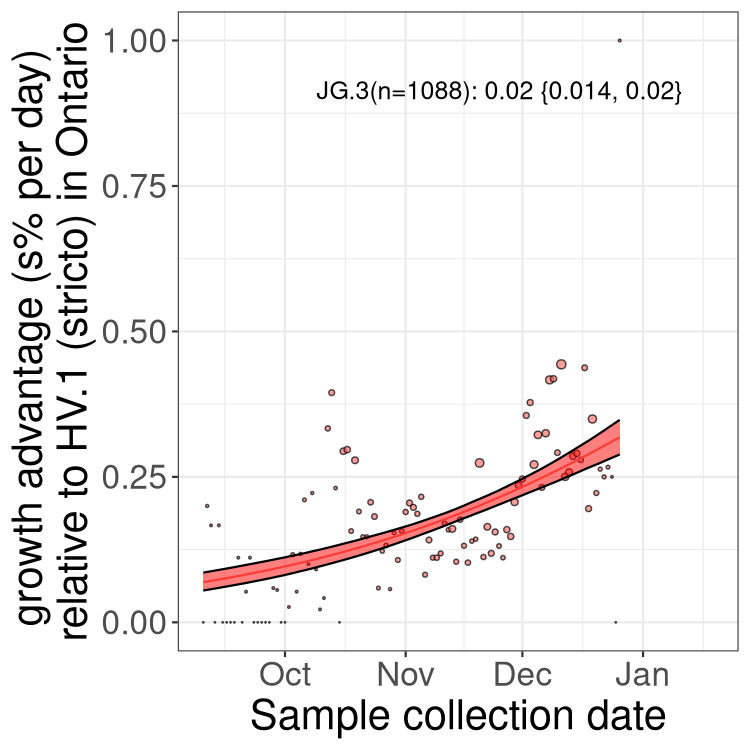 growth advantage (s% per day)
relative to HV.1 (stricto) in Ontario
1.00
JG.3(n=1088): 0.02 {0.014, 0.02}
0.75
0.50
0.25
0.00
Oct Nov Dec Jan
Sample collection date